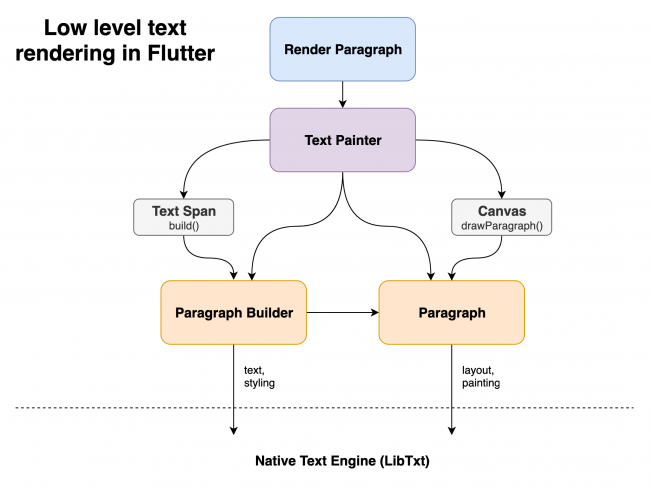 Low level text
rendering in Flutter
Render Paragraph
Text Painter
Text Span
build()
Canvas
drawParagraph()
Paragraph Builder
Paragraph
text,
styling
layout,
painting
Native Text Engine (LibTxt)